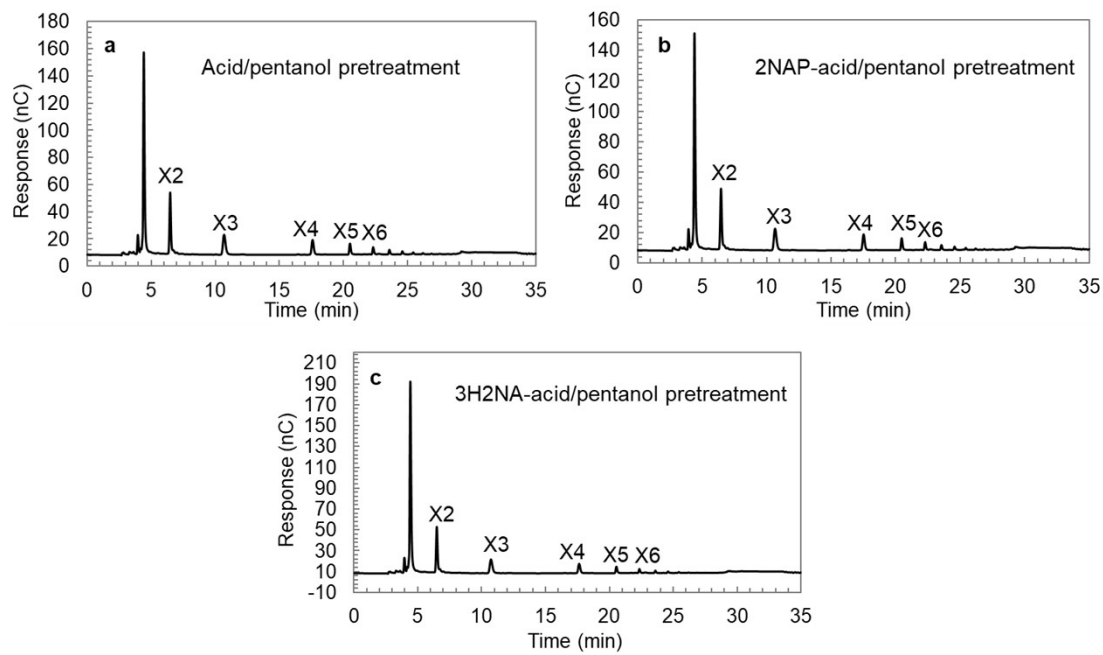 a
Acid/pentanol pretreatment
Response (nC)
180
160
140
120
100
80
60
40
20
0
X2
X3
X4
X5
X6
0 5 10 15 20 25 30 35
Time (min)
b
2NAP-acid/pentanol pretreatment
Response (nC)
160
140
120
100
80
60
40
20
0
X2
X3
X4
X5
X6
0 5 10 15 20 25 30 35
Time (min)
c
3H2NA-acid/pentanol pretreatment
Response (nC)
210
190
170
150
130
110
90
70
50
30
10
-10
X2
X3
X4
X5
X6
0 5 10 15 20 25 30 35
Time (min)